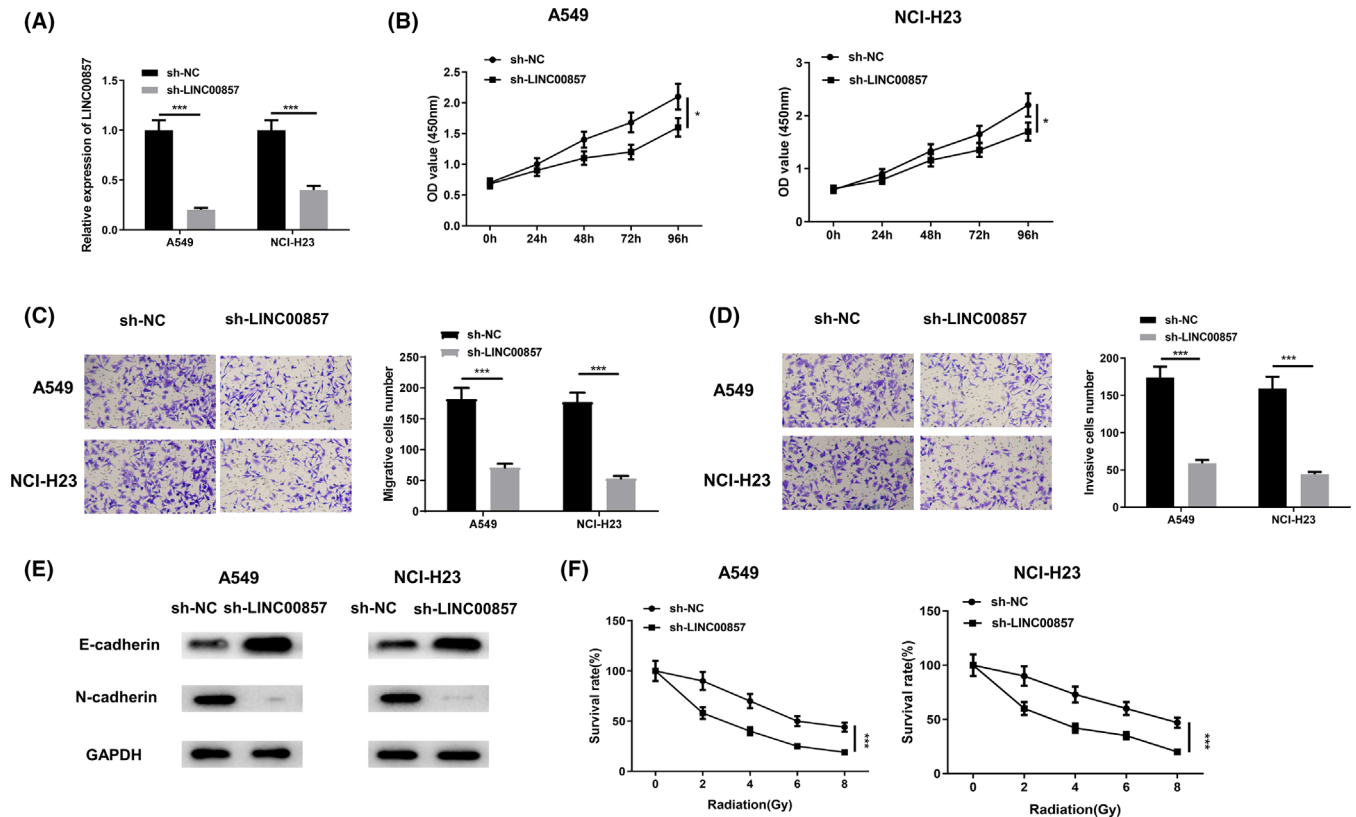 (A)
sh-NC
sh-LINC00857
Relative expression of LINC00857
1.5
1.0
0.5
0.0
***
***
A549
NCI-H23
(B)
A549
sh-NC
sh-LINC00857
OD value (450nm)
2.5
2.0
1.5
1.0
0.5
0.0
*
0h 24h 48h 72h 96h
NCI-H23
sh-NC
sh-LINC00857
OD value (450nm)
3
2
1
0
*
0h 24h 48h 72h 96h
(C)
sh-NC sh-LINC00857
A549
NCI-H23
sh-NC
sh-LINC00857
Migrative cells number
250
200
150
100
50
0
***
***
A549 NCI-H23
(D)
sh-NC sh-LINC00857
A549
NCI-H23
sh-NC
sh-LINC00857
Invasive cells number
200
150
100
50
0
***
***
A549 NCI-H23
(E)
A549 NCI-H23
sh-NC sh-LINC00857 sh-NC sh-LINC00857
E-cadherin
N-cadherin
GAPDH
(F)
A549
sh-NC
sh-LINC00857
Survival rate(%)
150
100
50
0
***
0 2 4 6 8
Radiation(Gy)
NCI-H23
sh-NC
sh-LINC00857
Survival rate(%)
150
100
50
0
***
0 2 4 6 8
Radiation(Gy)